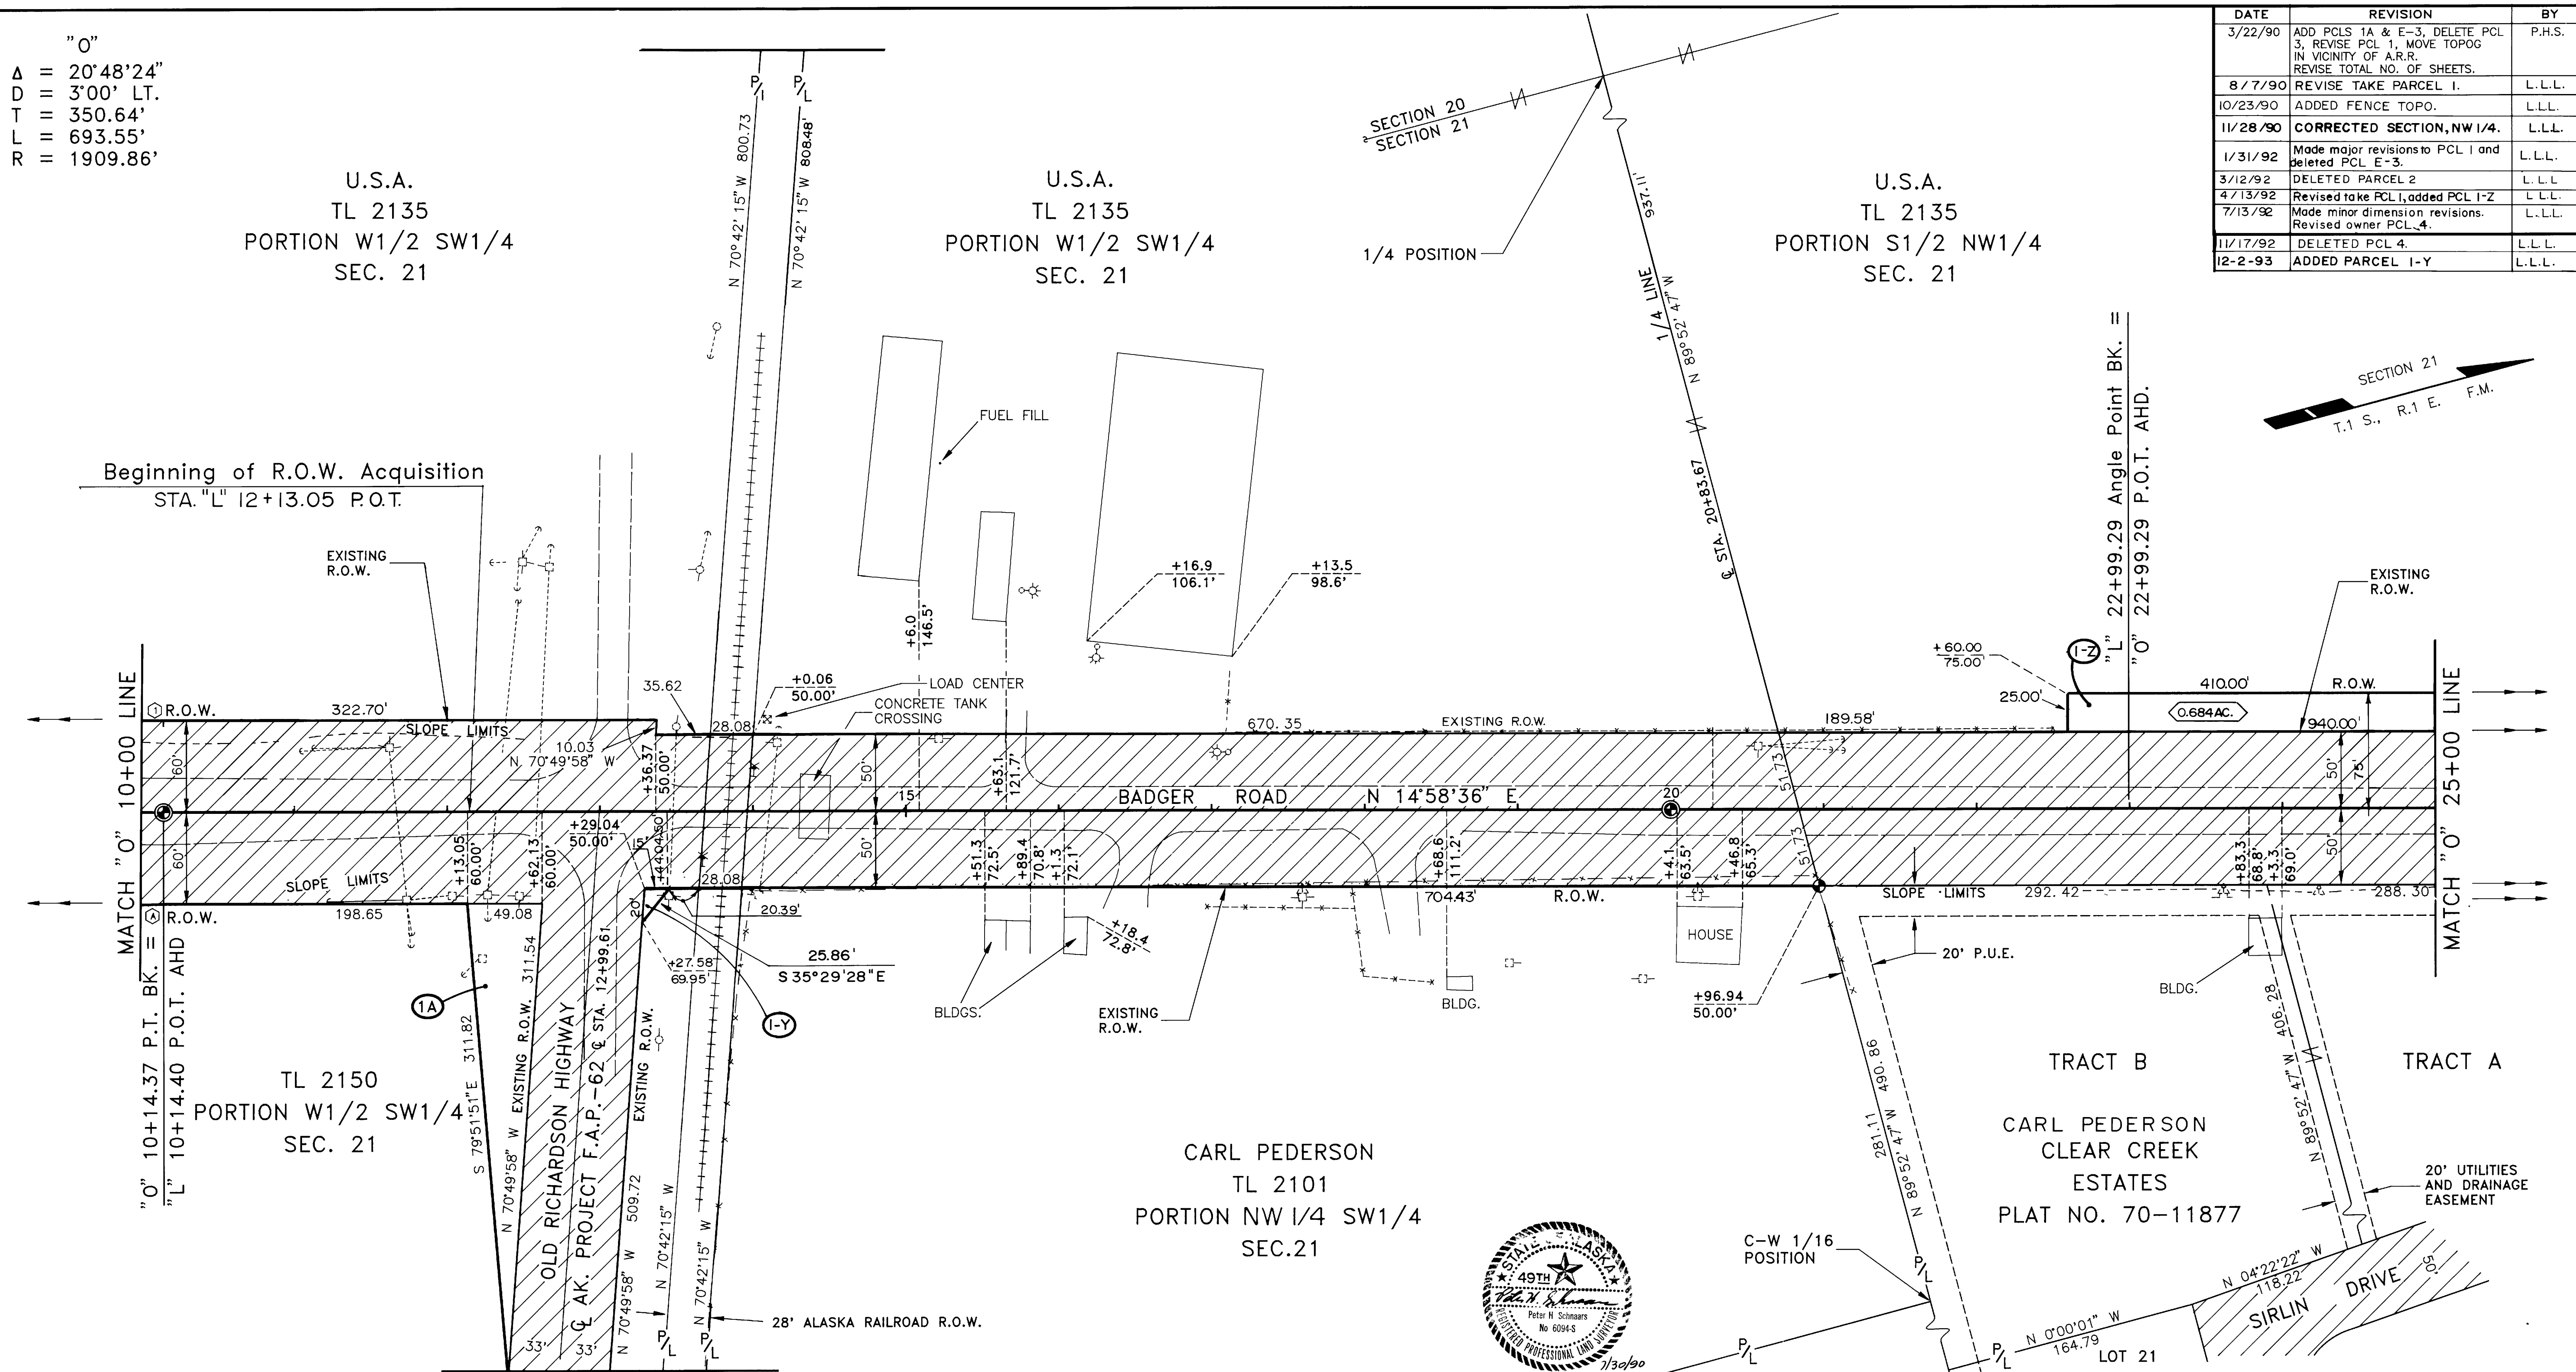 "O"
Δ = 20°48'24"
D = 3°00' LT.
T = 350.64'
L = 693.55'
R = 1909.86'
DATE REVISION BY
3/22/90 ADD PCLS 1A & E-3, DELETE PCL P.H.S.
3, REVISE PCL 1, MOVE TOPOG
IN VICINITY OF A.R.R.
REVISE TOTAL NO. OF SHEETS.
8/7/90 REVISE TAKE PARCEL 1. L.L.L.
10/23/90 ADDED FENCE TOPO. L.L.L.
11/28/90 CORRECTED SECTION, NW 1/4. L.L.L.
1/31/92 Made major revisions to PCL 1 and L.L.L.
deleted PCL E-3.
3/12/92 DELETED PARCEL 2 L.L.L
4/13/92 Revised take PCL 1, added PCL 1-Z L L.L.
7/13/92 Made minor dimension revisions. L.L.L.
Revised owner PCL 4.
11/17/92 DELETED PCL 4. L.L.L.
12-2-93 ADDED PARCEL 1-Y L.L.L.
U.S.A.
TL 2135
PORTION W1/2 SW1/4
SEC. 21
P/L
P/L
N 70°42'15" W 800.73
N 70°42'15" W 808.48'
U.S.A.
TL 2135
PORTION W1/2 SW1/4
SEC. 21
SECTION 20
SECTION 21
1/4 POSITION
937.11'
1/4 LINE
N 89°52'47" W
℄ STA. 20+83.67
U.S.A.
TL 2135
PORTION S1/2 NW1/4
SEC. 21
"L" 22+99.29 Angle Point BK. =
"O" 22+99.29 P.O.T. AHD.
SECTION 21
T.1 S., R.1 E. F.M.
Beginning of R.O.W. Acquisition
STA. "L" 12+13.05 P.O.T.
EXISTING
R.O.W.
FUEL FILL
+6.0
146.5'
+16.9
106.1'
+13.5
98.6'
EXISTING
R.O.W.
+60.00
75.00'
1-Z
25.00'
410.00'
R.O.W.
0.684AC.
940.00'
MATCH "O" 10+00 LINE
1
R.O.W.
322.70'
SLOPE LIMITS
10.03
N 70°49'58" W
35.62
+0.06
50.00'
LOAD CENTER
CONCRETE TANK
CROSSING
28.08
+36.37
50.00'
+63.1
121.7'
670.35
EXISTING R.O.W.
189.58'
60'
60'
50'
50'
15
BADGER ROAD N 14°58'36" E
20
51.73
51.73
50'
75'
50'
MATCH "O" 25+00 LINE
+13.05
60.00'
+62.13
60.00'
+29.04
50.00'
15'
+44.04
50'
+51.3
72.5'
+89.4
70.8'
+11.3
72.1'
+68.6
111.2'
+4.1
63.5'
+46.8
65.3'
+83.3
68.8'
+3.3
69.0'
SLOPE LIMITS
A
R.O.W.
198.65
49.08
20'
28.08
20.39'
704.43'
R.O.W.
SLOPE LIMITS
292.42
288.30
25.86'
S 35°29'28" E
+27.58
69.95'
+18.4
72.8'
BLDGS.
1-Y
1A
EXISTING
R.O.W.
BLDG.
HOUSE
+96.94
50.00'
20' P.U.E.
BLDG.
"O" 10+14.37 P.T. BK. =
"L" 10+14.40 P.O.T. AHD
TL 2150
PORTION W1/2 SW1/4
SEC. 21
S 79°51'51"E 311.82
N 70°49'58" W EXISTING R.O.W. 311.54
OLD RICHARDSON HIGHWAY
℄ AK. PROJECT F.A.P.-62 ℄ STA. 12+99.61
EXISTING R.O.W.
N 70°49'58" W 509.72
N 70°42'15" W
N 70°42'15" W
33'
33'
P/L
P/L
28' ALASKA RAILROAD R.O.W.
CARL PEDERSON
TL 2101
PORTION NW 1/4 SW1/4
SEC.21
STATE OF ALASKA
49TH
Peter H Schnaars
No 6094-S
REGISTERED PROFESSIONAL LAND SURVEYOR
7/30/90
281.11 490.86
N 89°52'47" W
C-W 1/16
POSITION
P/L
P/L
P/L
TRACT B
CARL PEDERSON
CLEAR CREEK
ESTATES
PLAT NO. 70-11877
TRACT A
N 89°52'47" W 406.28
20' UTILITIES
AND DRAINAGE
EASEMENT
N 04°22'22" W
118.22
N 0°00'01" W
164.79
SIRLIN DRIVE
50'
LOT 21